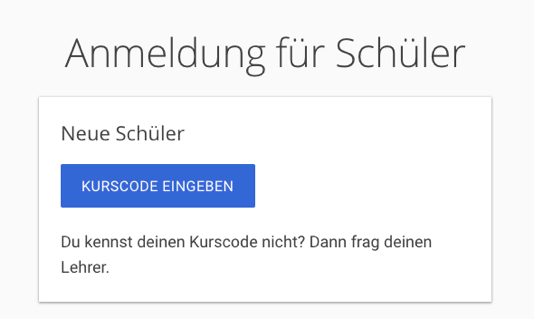 Anmeldung für Schüler
Neue Schüler
KURSCODE EINGEBEN
Du kennst deinen Kurscode nicht? Dann frag deinen
Lehrer.